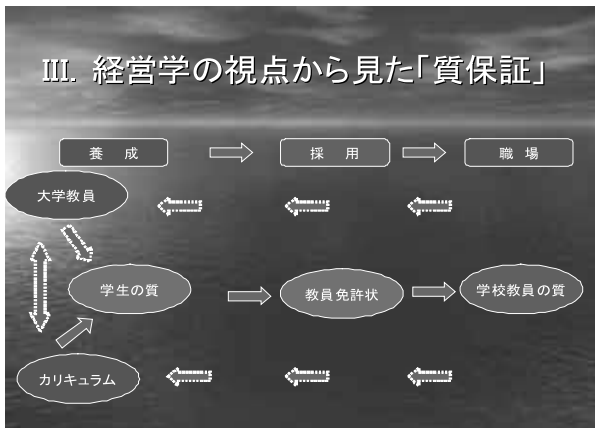 Ⅲ. 経営学の視点から見た「質保証」
養 成
採 用
職 場
大学教員
学生の質
教員免許状
学校教員の質
カリキュラム